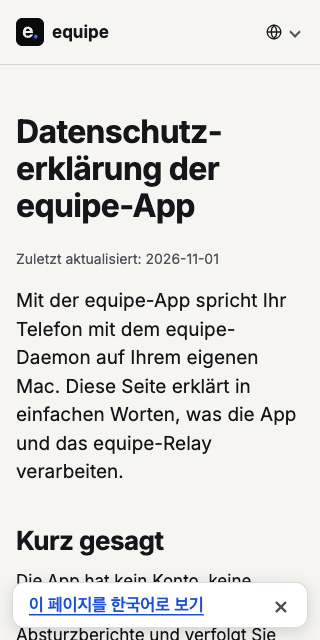 e. equipe
Datenschutz-
erklärung der
equipe-App
Zuletzt aktualisiert: 2026-11-01
Mit der equipe-App spricht Ihr
Telefon mit dem equipe-
Daemon auf Ihrem eigenen
Mac. Diese Seite erklärt in
einfachen Worten, was die App
und das equipe-Relay
verarbeiten.
Kurz gesagt
Die App hat kein Konto, keine
이 페이지를 한국어로 보기
Absturzberichte und verfolgt Sie